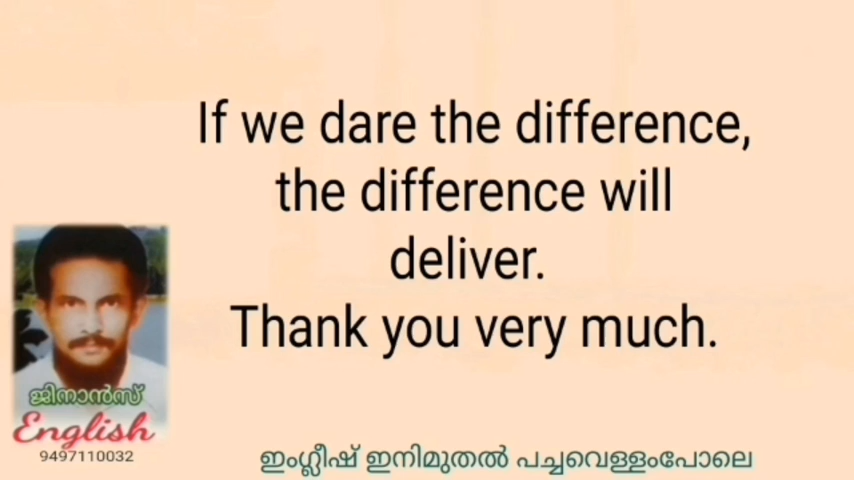 If we dare the difference,
the difference will
deliver.
Thank you very much.
ജിനാൻസ്
English
9497110032
ഇംഗ്ലീഷ് ഇനിമുതൽ പച്ചവെള്ളംപോലെ